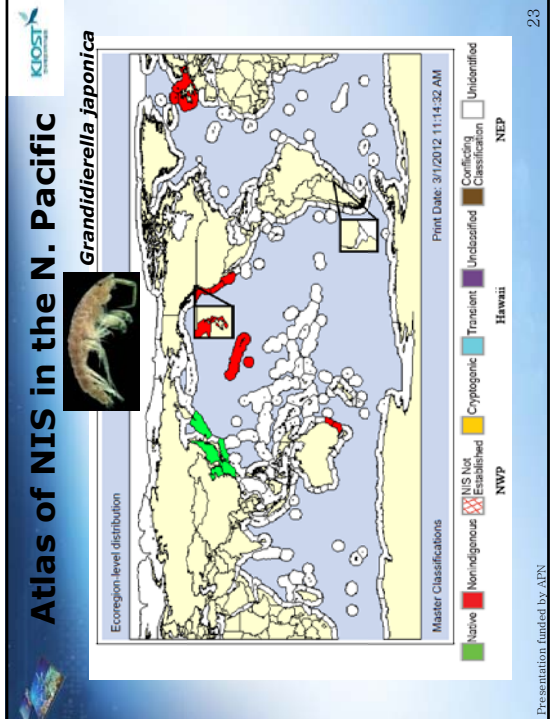 KIOST
Atlas of NIS in the N. Pacific
Grandidierella japonica
Ecoregion-level distribution
Master Classifications
Print Date: 3/1/2012 11:14:32 AM
Native
Nonindigenous
NIS Not
Established
Cryptogenic
Transient
Unclassified
Conflicting
Classification
Unidentified
NWP
Hawaii
NEP
Presentation funded by APN
23